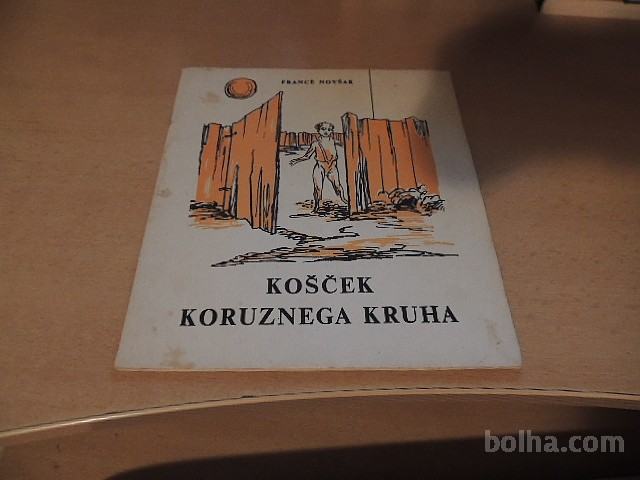 FRANCE NOVŠAK
KOŠČEK
KORUZNEGA KRUHA
bolha.com